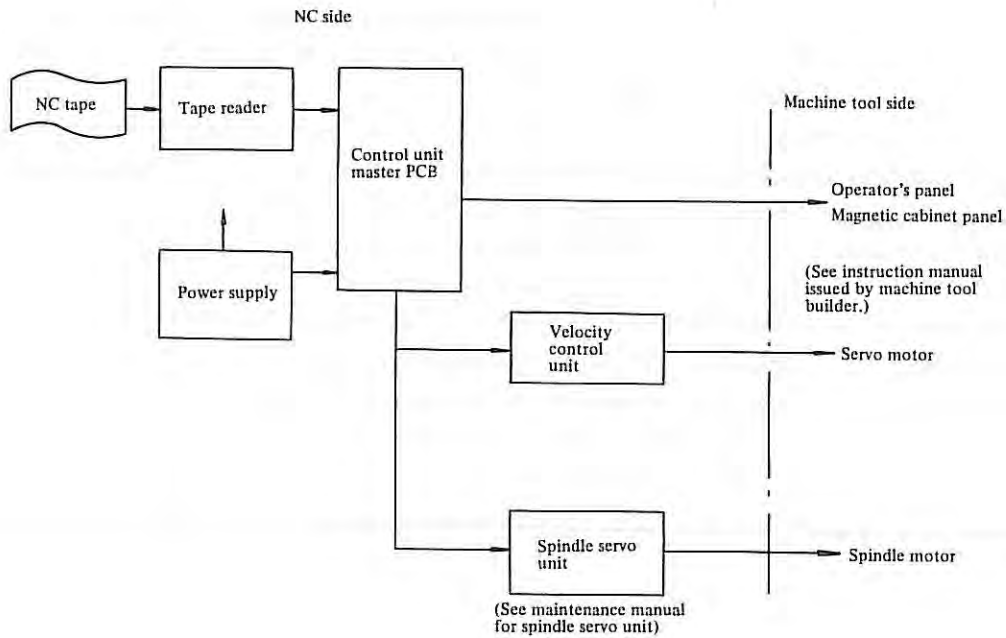 NC side
NC tape
Tape reader
Control unit
master PCB
Machine tool side
Operator's panel
Magnetic cabinet panel
(See instruction manual
issued by machine tool
builder.)
Power supply
Velocity
control
unit
Servo motor
Spindle servo
unit
Spindle motor
(See maintenance manual
for spindle servo unit)